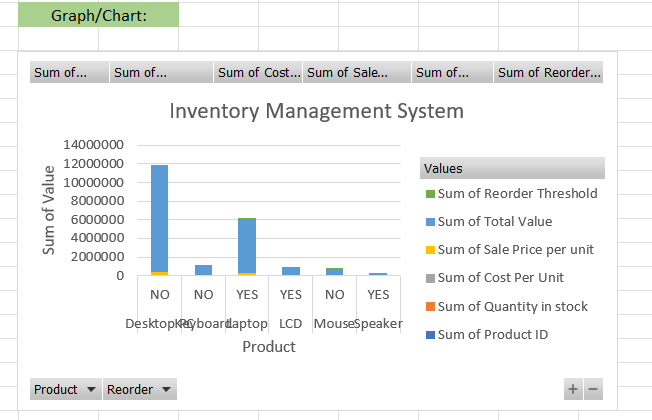 Graph/Chart:
Sum of... Sum of... Sum of Cost... Sum of Sale... Sum of... Sum of Reorder...
Inventory Management System
Sum of Value
14000000
12000000
10000000
8000000
6000000
4000000
2000000
0
NO NO YES YES NO YES
Desktop PC Keyboard Laptop LCD Mouse Speaker
Product
Values
Sum of Reorder Threshold
Sum of Total Value
Sum of Sale Price per unit
Sum of Cost Per Unit
Sum of Quantity in stock
Sum of Product ID
Product Reorder
+ −